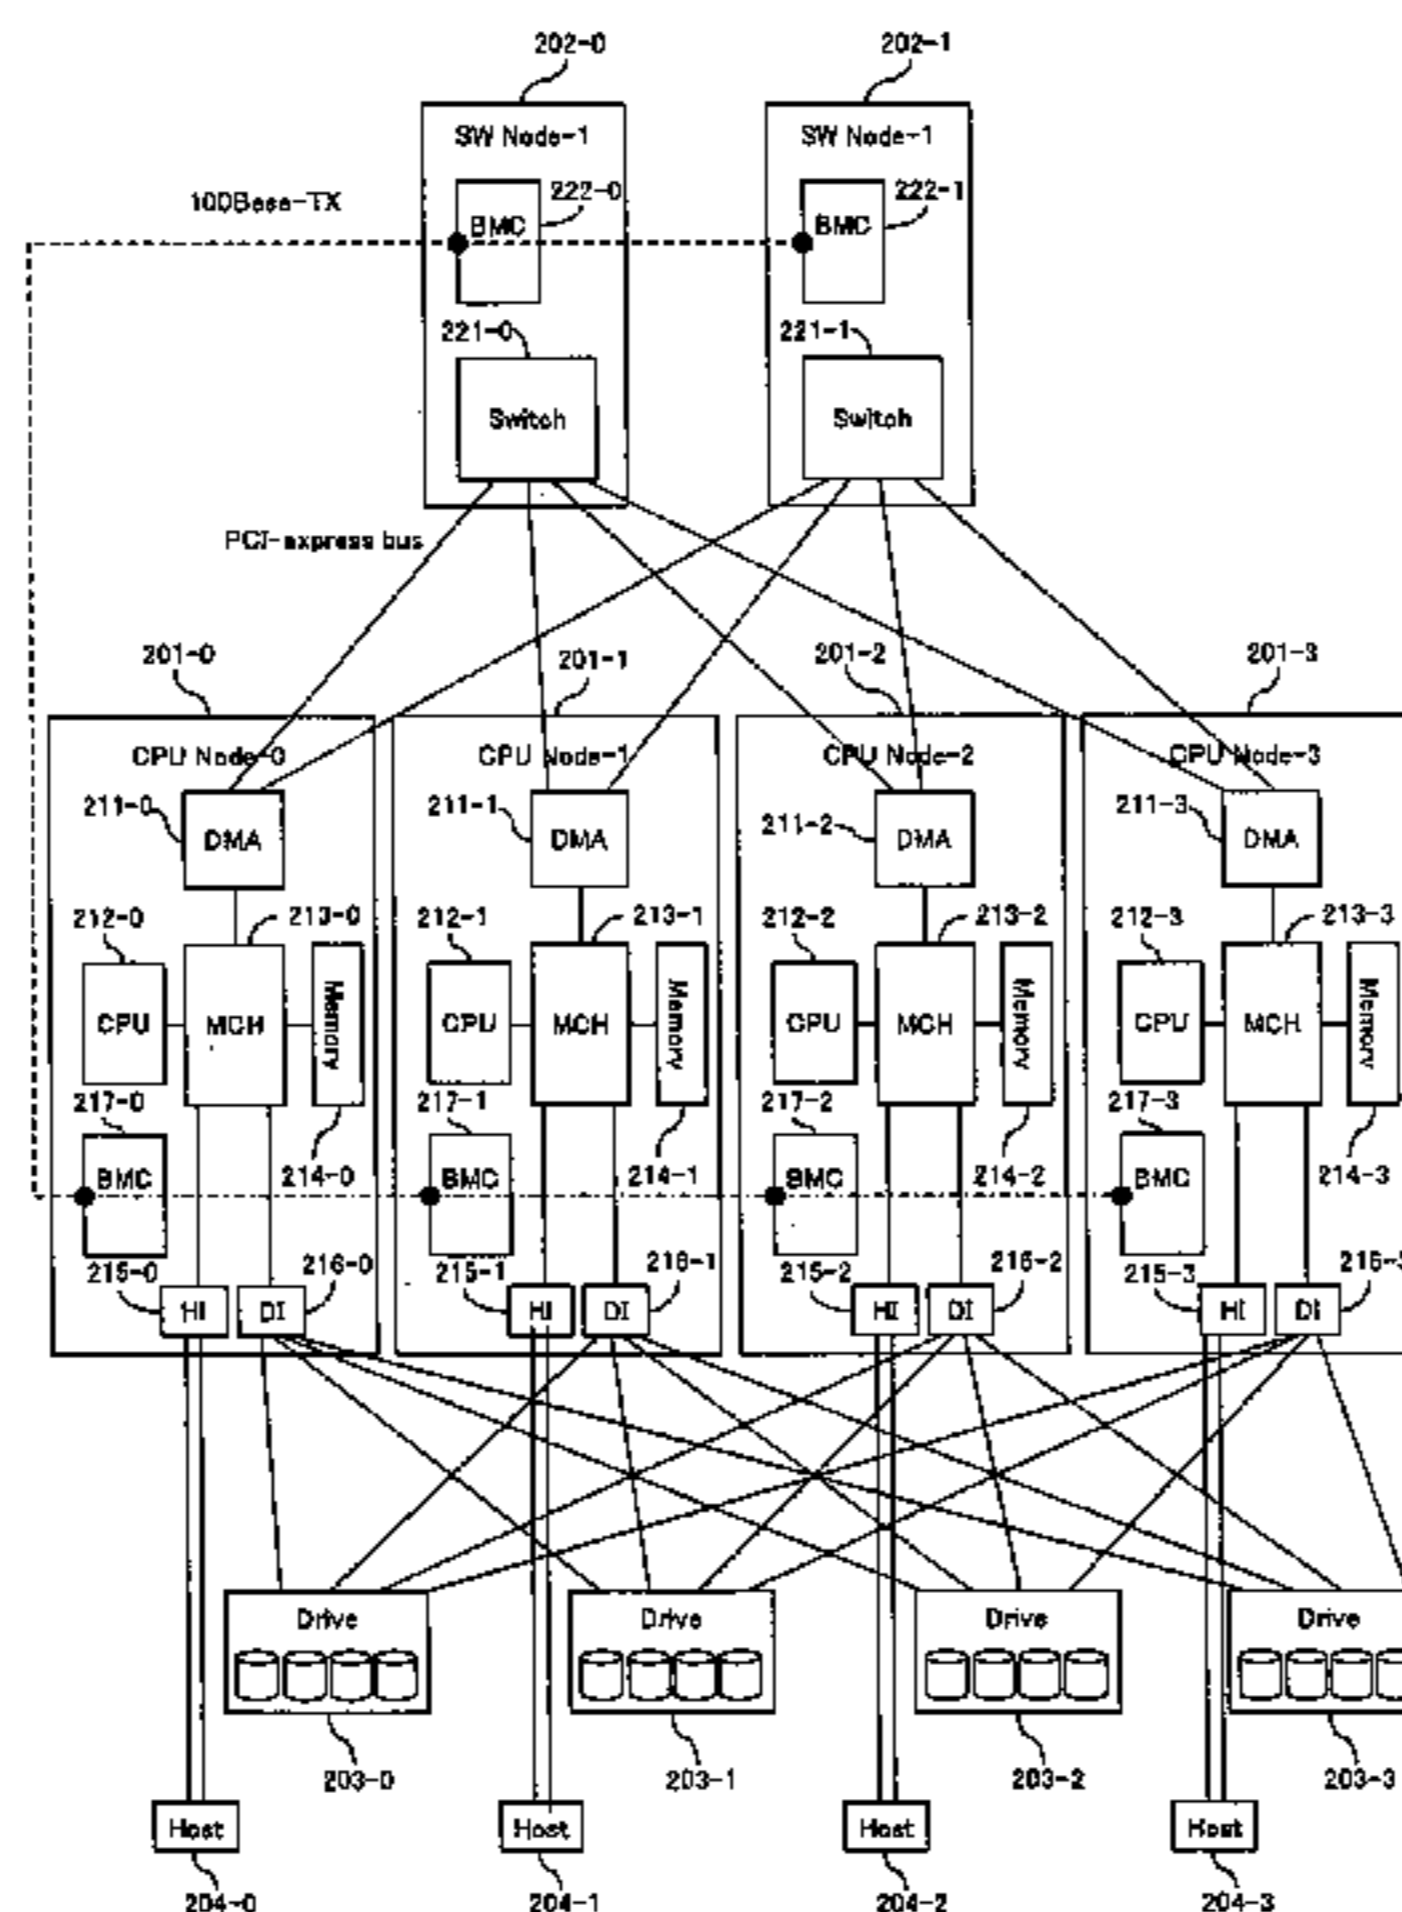 202-0 202-1
SW Node-1 SW Node-1
100Base-TX BMC 222-0 BMC 222-1
221-0 221-1
Switch Switch
PCI-express bus
201-0 201-1 201-2 201-3
CPU Node-0 CPU Node-1 CPU Node-2 CPU Node-3
211-0 DMA 211-1 DMA 211-2 DMA 211-3 DMA
212-0 213-0 212-1 213-1 212-2 213-2 212-3 213-3
CPU MCH Memory CPU MCH Memory CPU MCH Memory CPU MCH Memory
217-0 217-1 217-2 217-3
BMC 214-0 BMC 214-1 BMC 214-2 BMC 214-3
215-0 216-0 215-1 216-1 215-2 216-2 215-3
HI DI HI DI HI DI HI DI
Drive Drive Drive Drive
203-0 203-1 203-2 203-3
Host Host Host Host
204-0 204-1 204-2 204-3